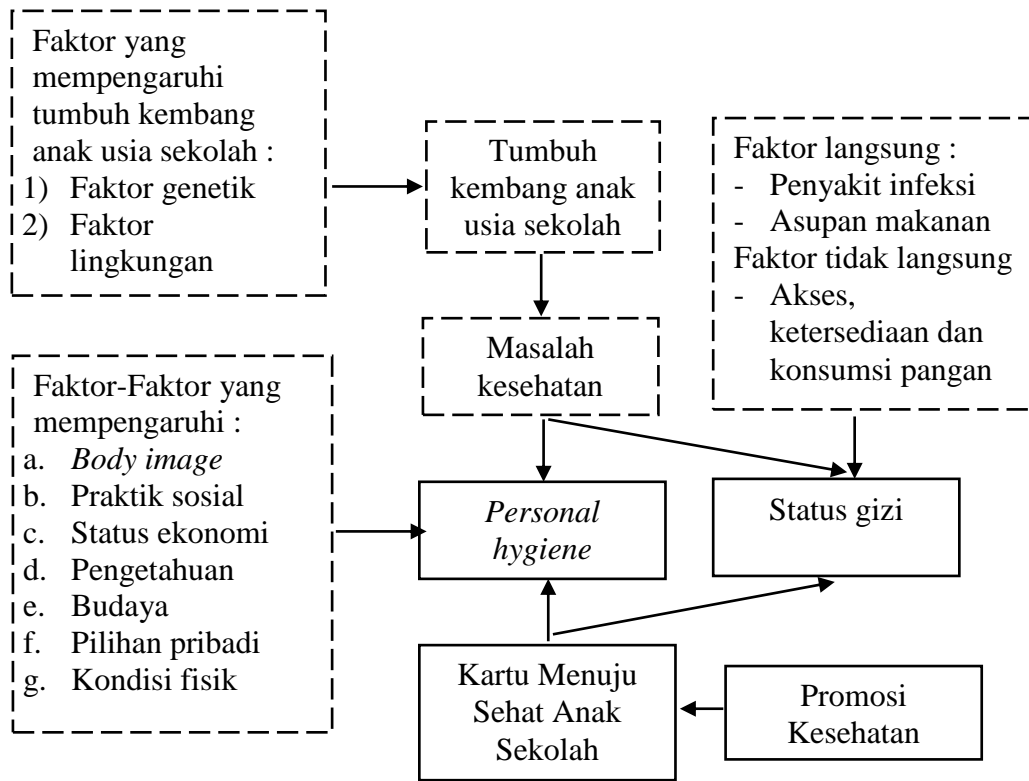 Faktor yang
mempengaruhi
tumbuh kembang
anak usia sekolah :
1) Faktor genetik
2) Faktor
lingkungan
Tumbuh
kembang anak
usia sekolah
Faktor langsung :
- Penyakit infeksi
- Asupan makanan
Faktor tidak langsung
- Akses,
ketersediaan dan
konsumsi pangan
Masalah
kesehatan
Faktor-Faktor yang
mempengaruhi :
a. Body image
b. Praktik sosial
c. Status ekonomi
d. Pengetahuan
e. Budaya
f. Pilihan pribadi
g. Kondisi fisik
Personal
hygiene
Status gizi
Kartu Menuju
Sehat Anak
Sekolah
Promosi
Kesehatan